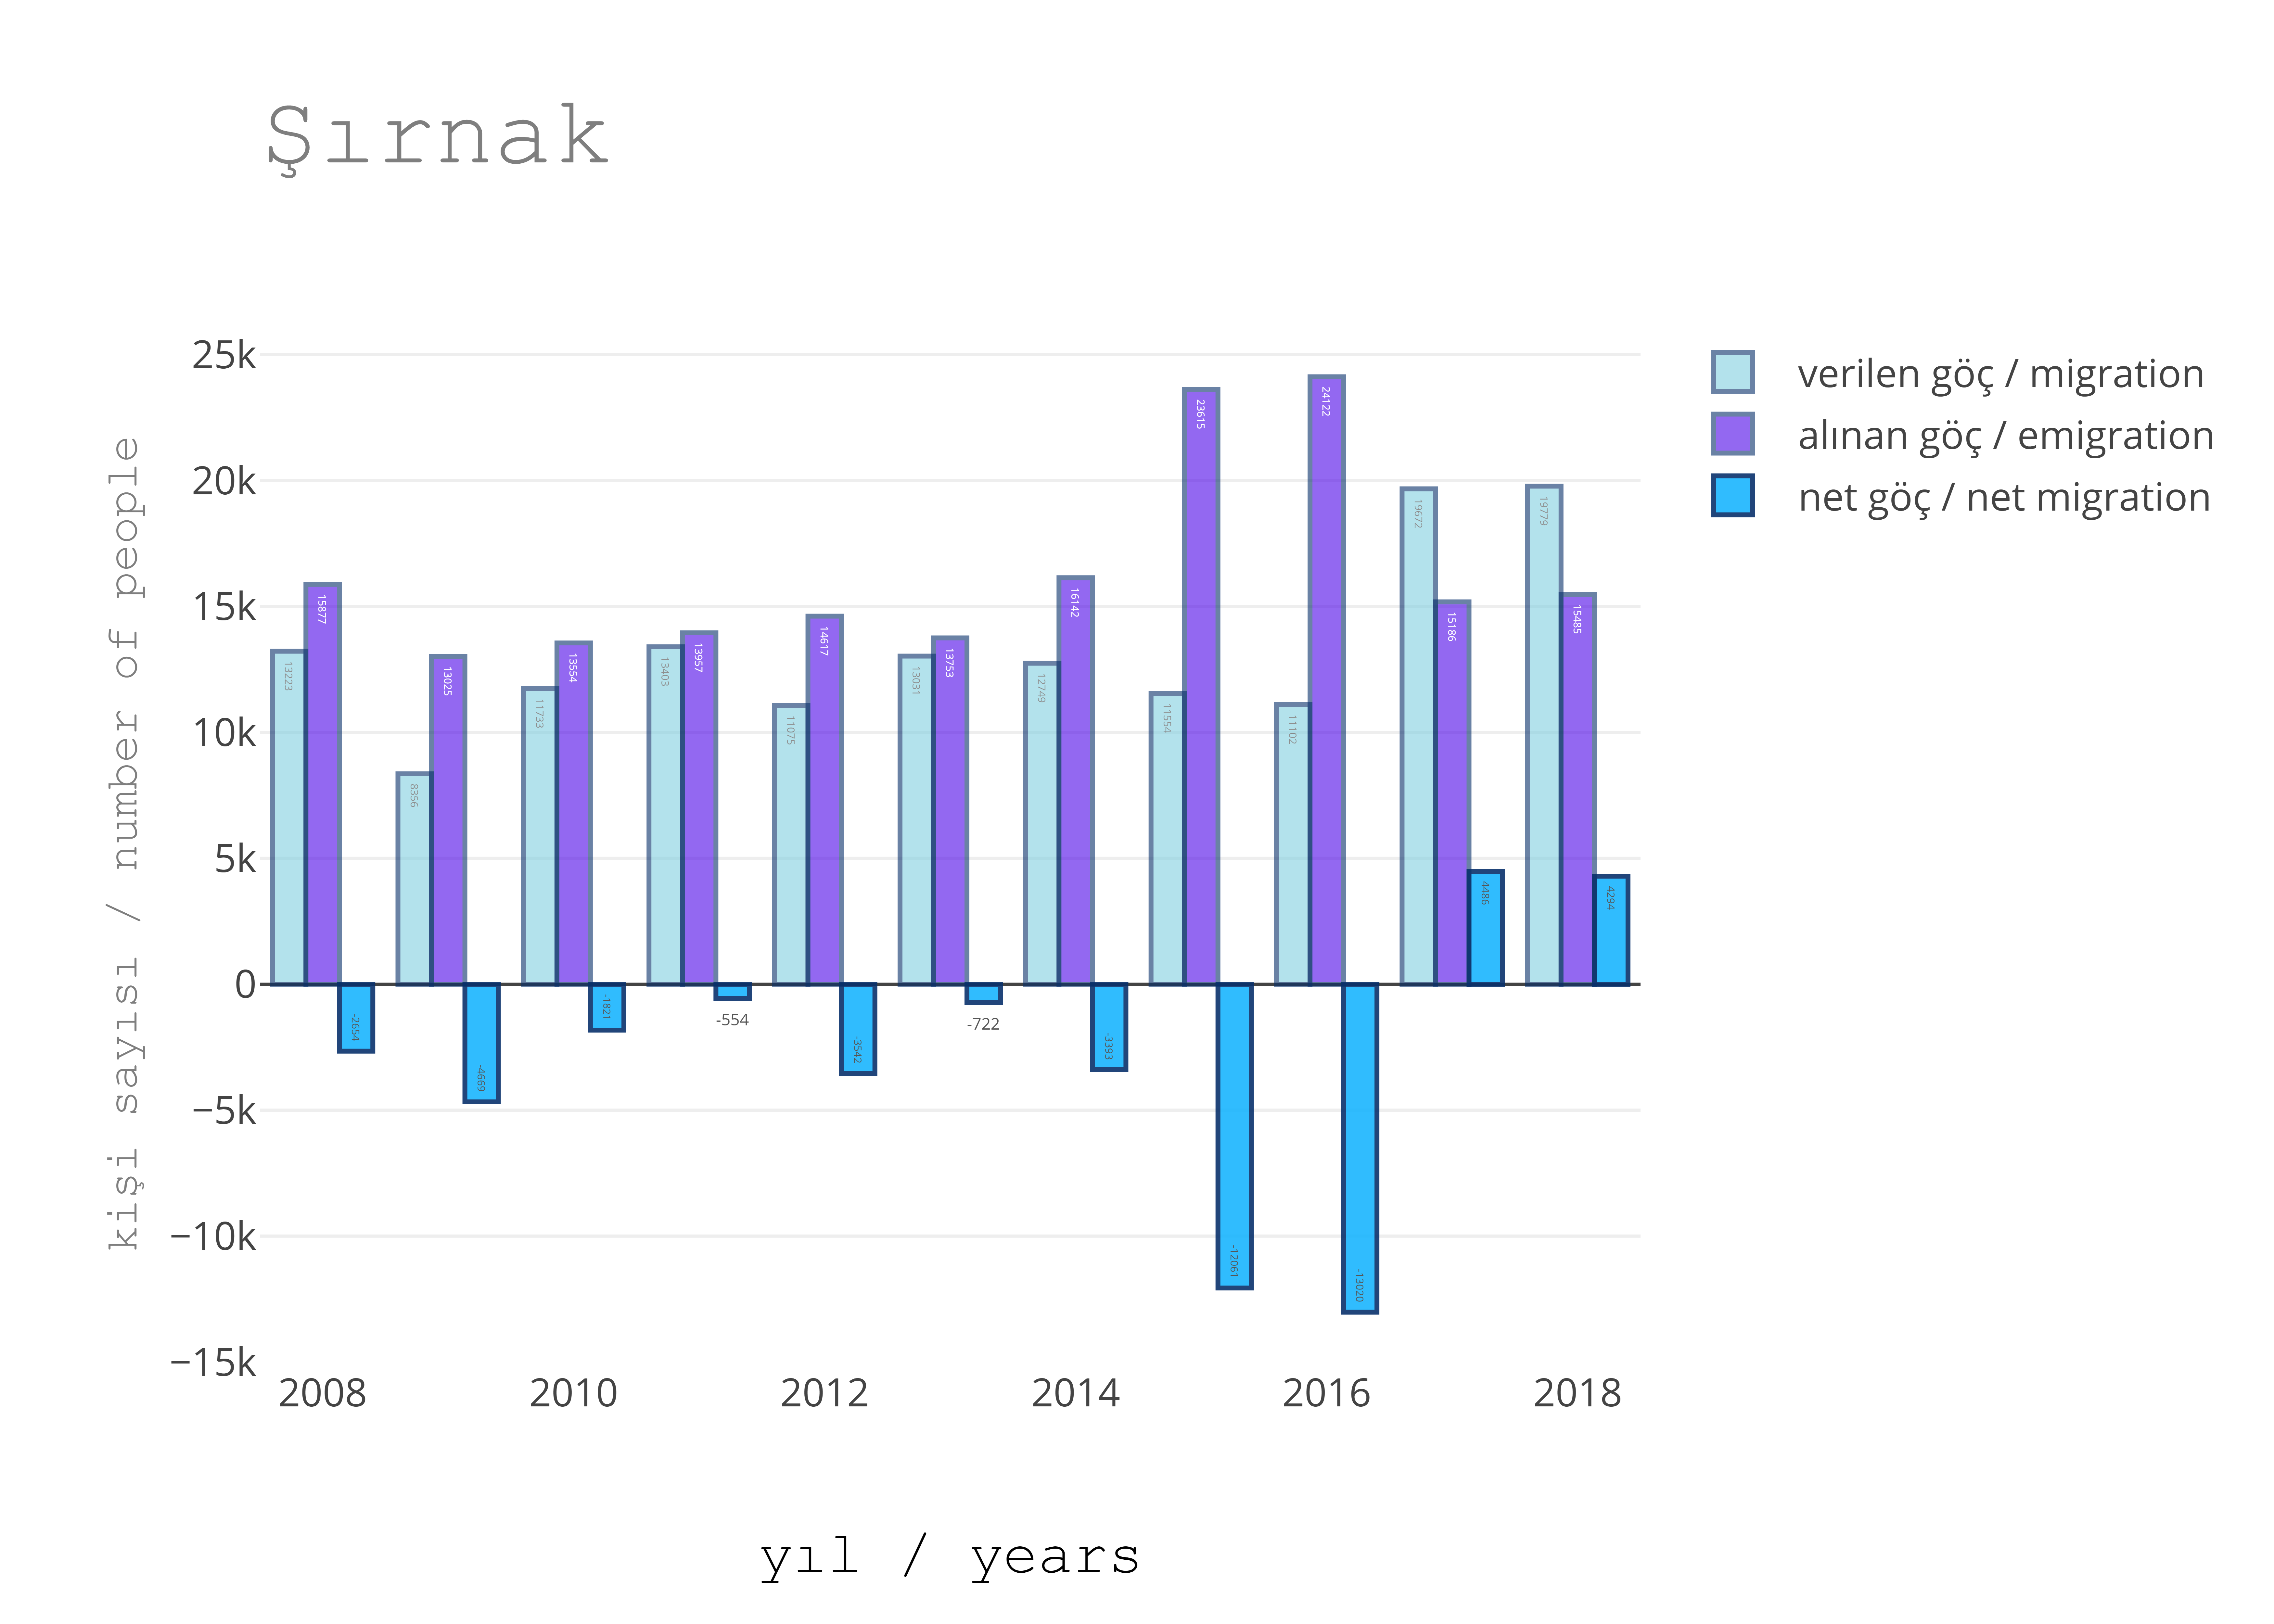 Şırnak
kişi sayısı / number of people
25k
20k
15k
10k
5k
0
−5k
−10k
−15k
13223
15877
-2654
8356
13025
-4669
11733
13554
-1821
13403
13957
-554
11075
14617
-3542
13031
13753
-722
12749
16142
-3393
11554
23615
-12061
11102
24122
-13020
19672
15186
4486
19779
15485
4294
2008
2010
2012
2014
2016
2018
yıl / years
verilen göç / migration
alınan göç / emigration
net göç / net migration